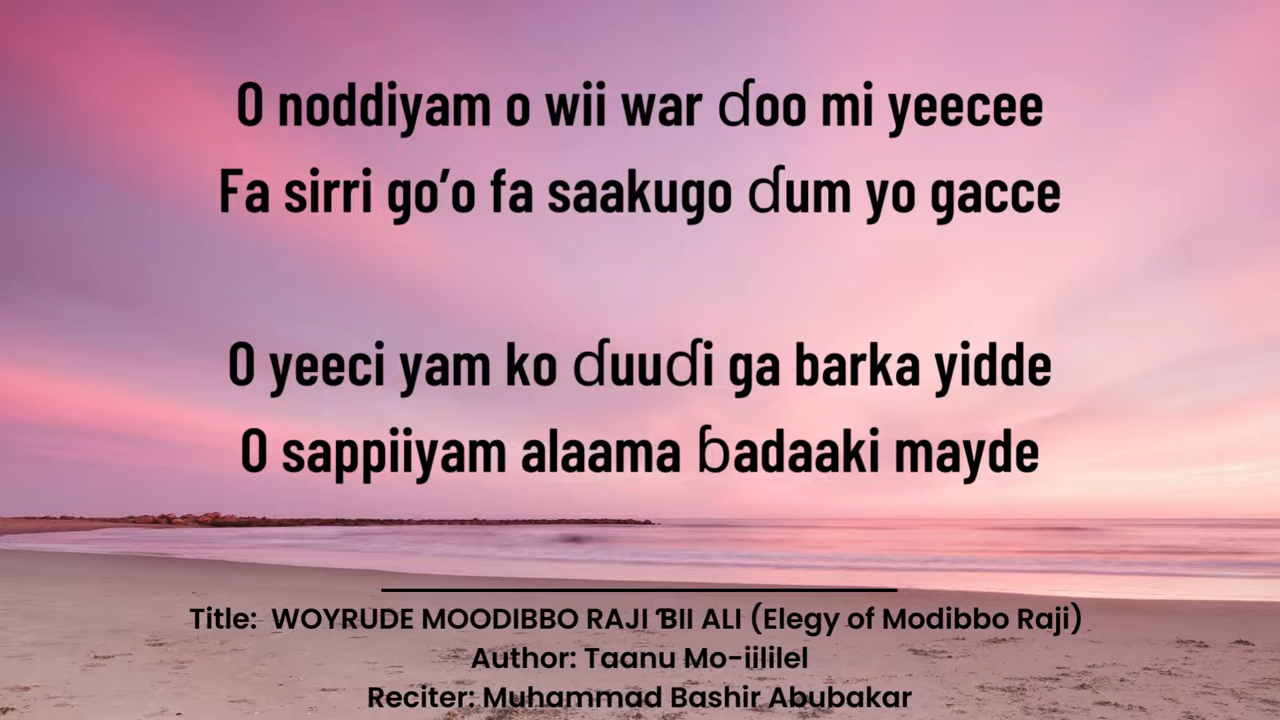 O noddiyam o wii war ɗoo mi yeecee
Fa sirri go’o fa saakugo ɗum yo gacce
O yeeci yam ko ɗuuɗi ga barka yidde
O sappiiyam alaama ɓadaaki mayde
Title: WOYRUDE MOODIBBO RAJI ƁII ALI (Elegy of Modibbo Raji)
Author: Taanu Mo-iililel
Reciter: Muhammad Bashir Abubakar